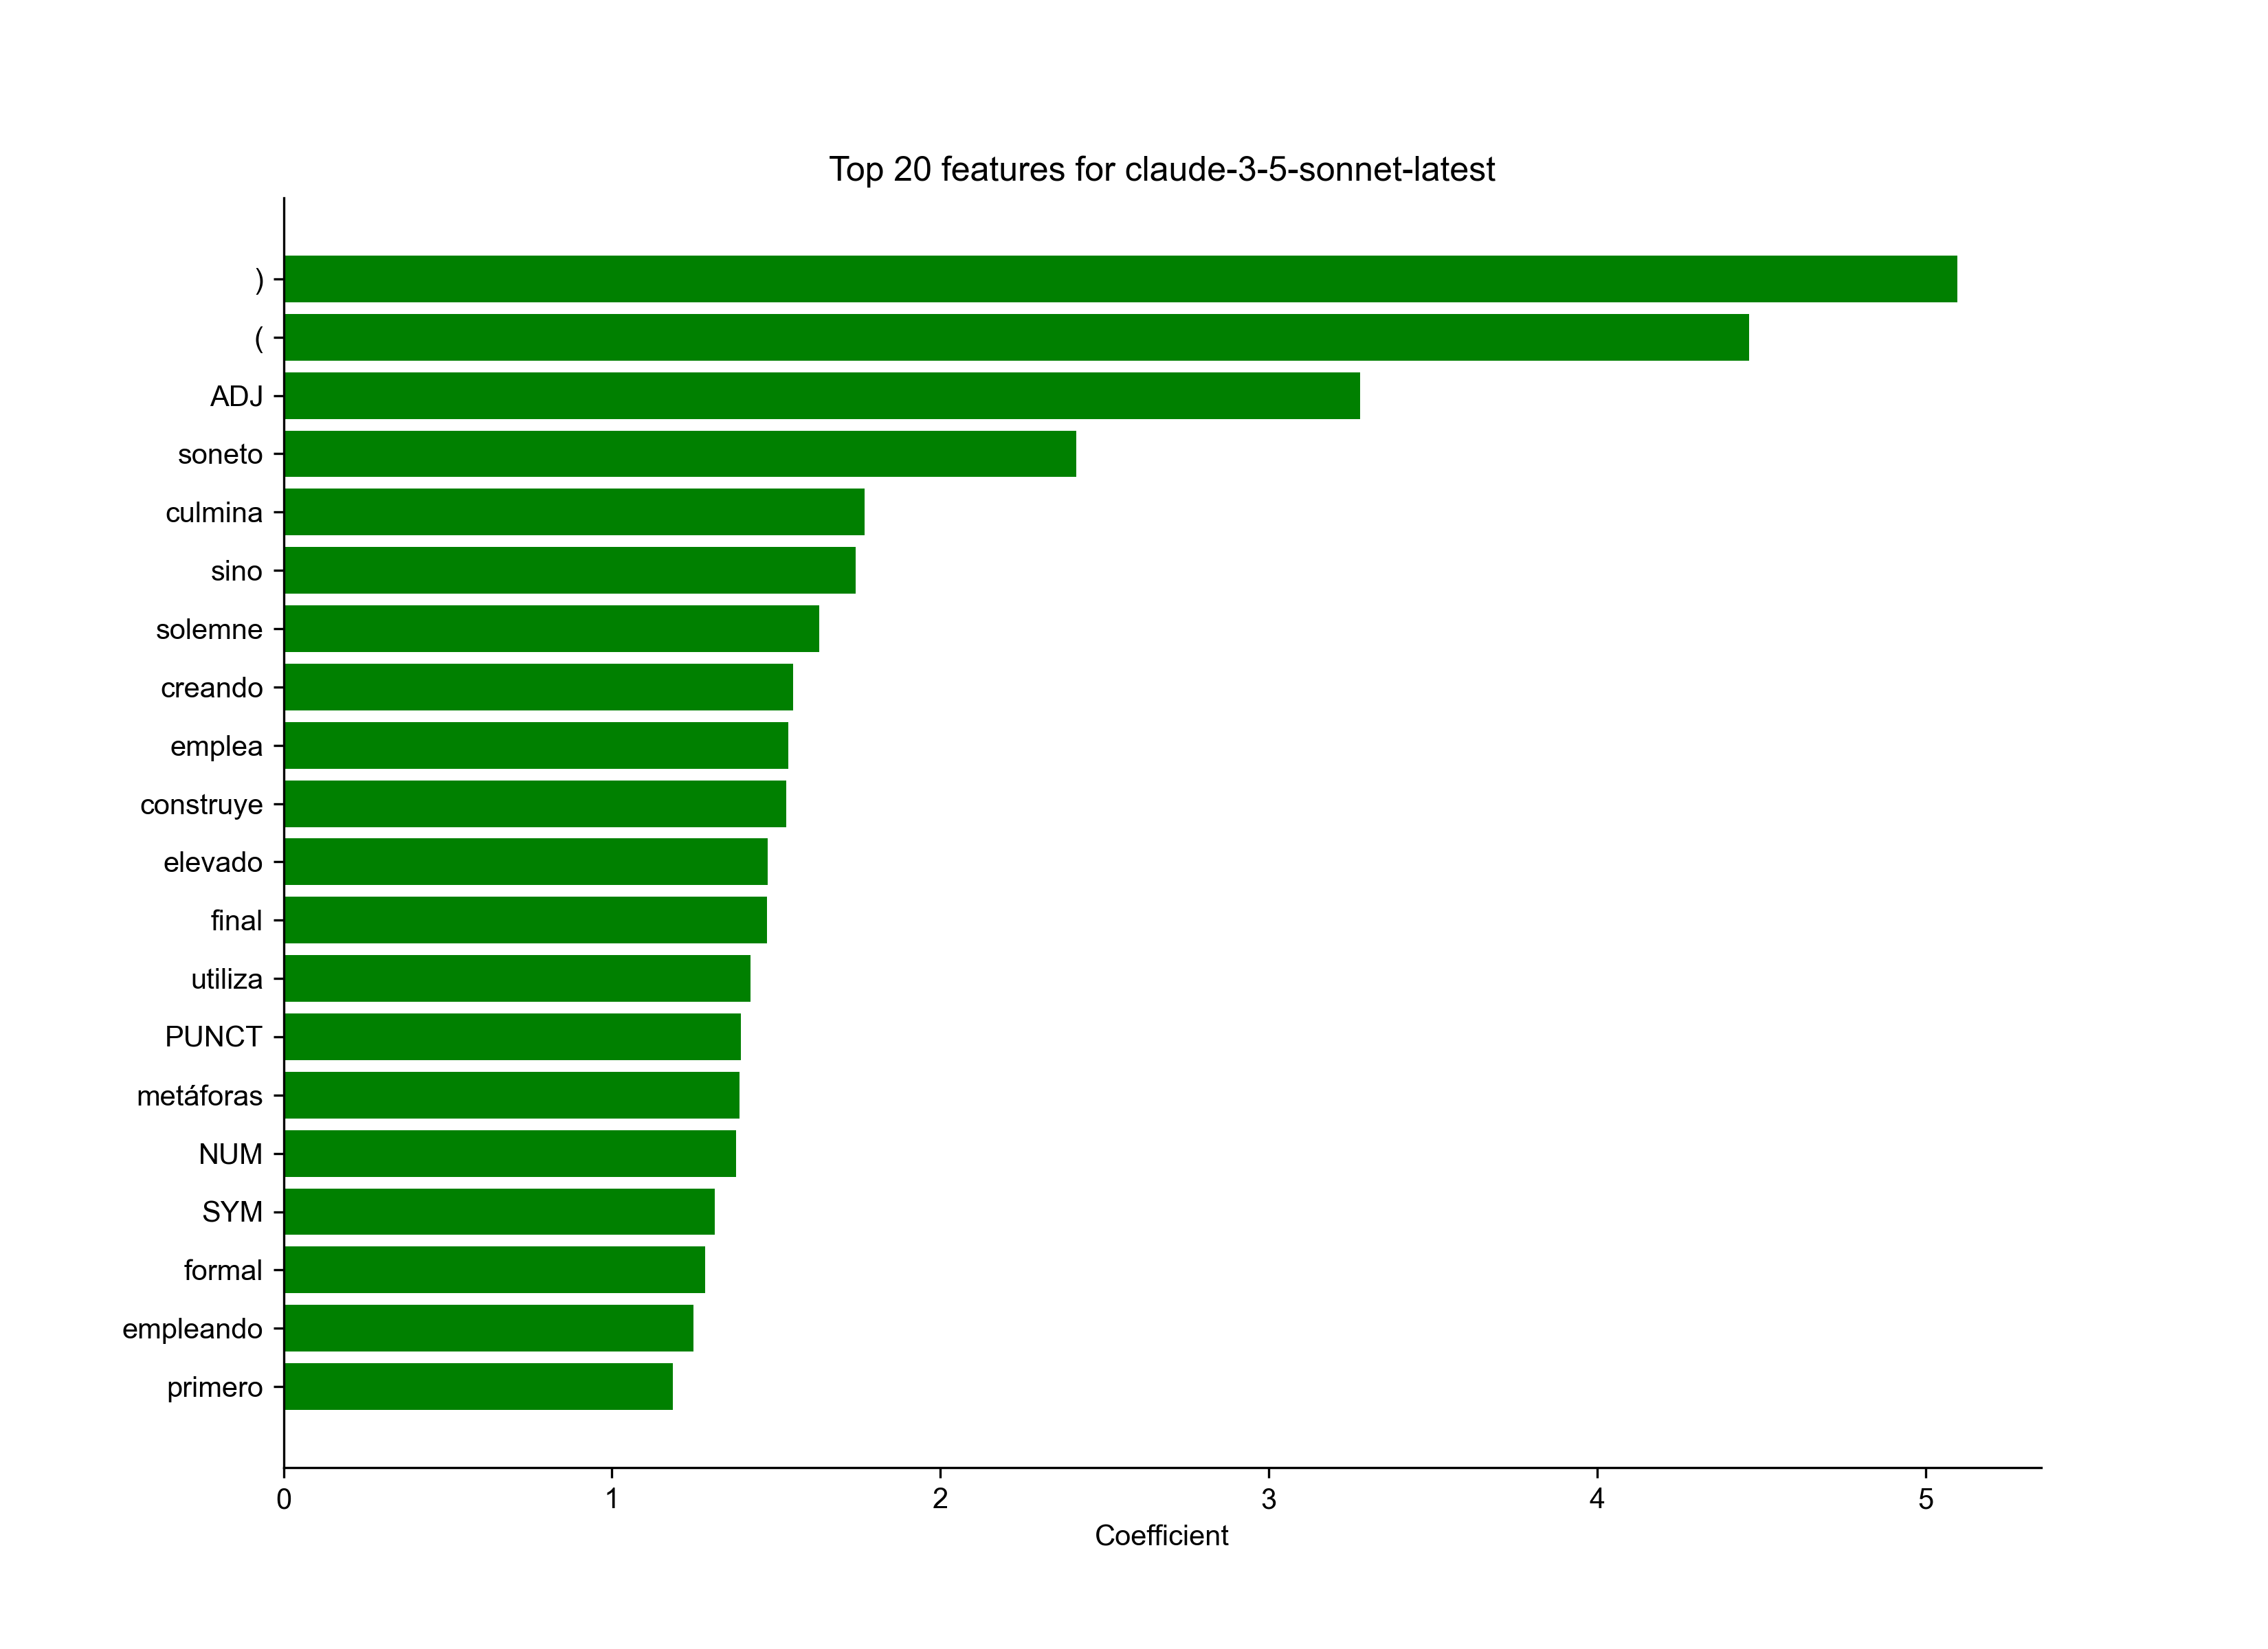 Top 20 features for claude-3-5-sonnet-latest
)
(
ADJ
soneto
culmina
sino
solemne
creando
emplea
construye
elevado
final
utiliza
PUNCT
metáforas
NUM
SYM
formal
empleando
primero
0 1 2 3 4 5
Coefficient